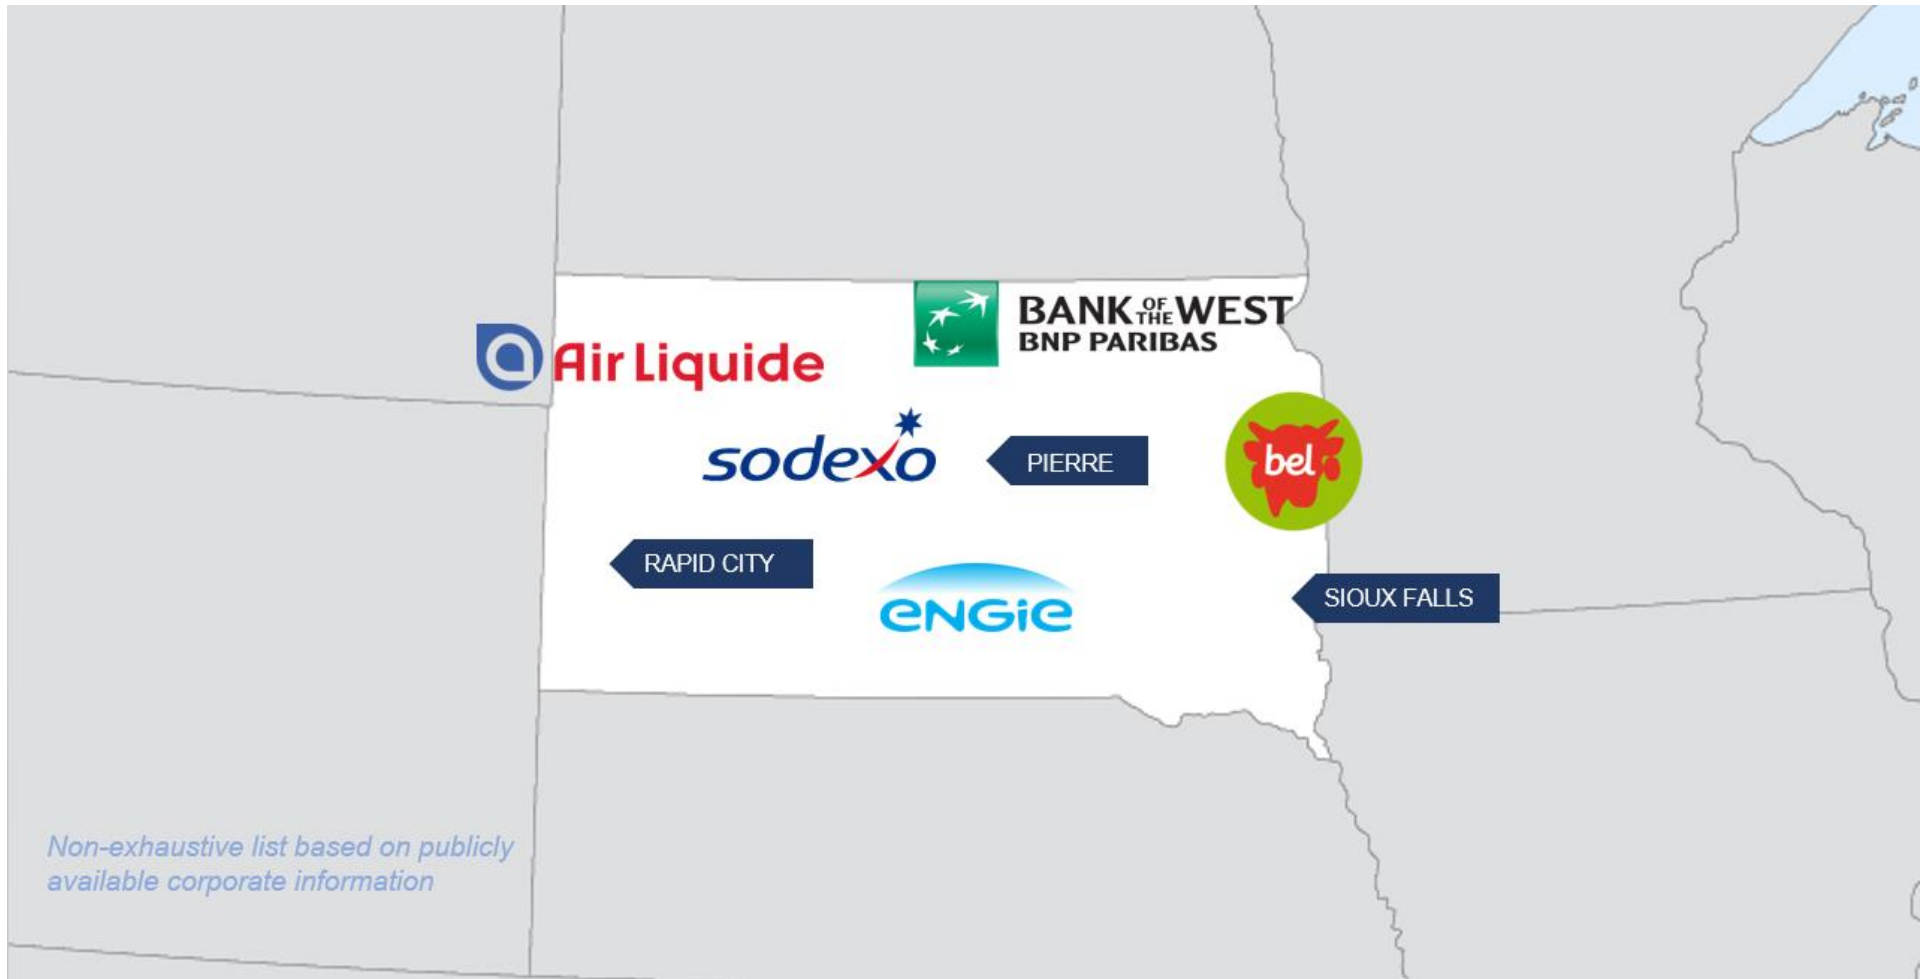 BANK OF THE WEST
BNP PARIBAS
Air Liquide
sodexo
PIERRE
bel
RAPID CITY
ENGIE
SIOUX FALLS
Non-exhaustive list based on publicly
available corporate information